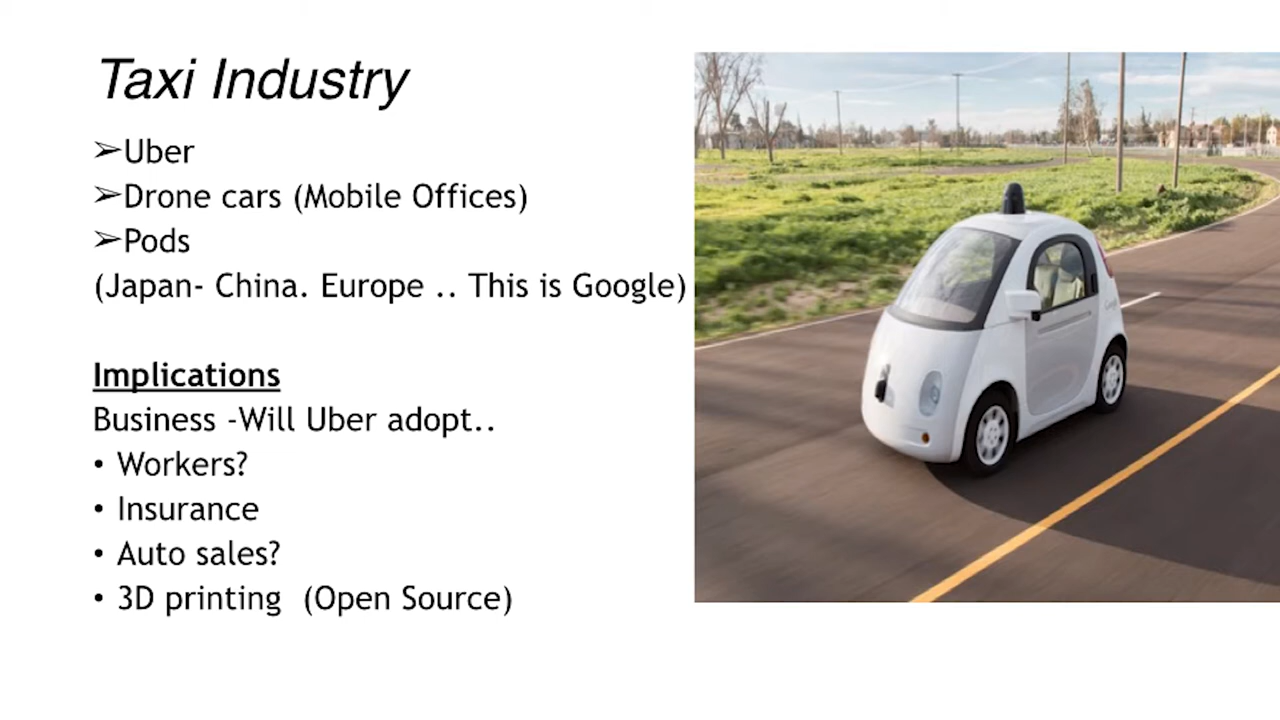 Taxi Industry
➢Uber
➢Drone cars (Mobile Offices)
➢Pods
(Japan- China. Europe .. This is Google)
Implications
Business -Will Uber adopt..
• Workers?
• Insurance
• Auto sales?
• 3D printing  (Open Source)